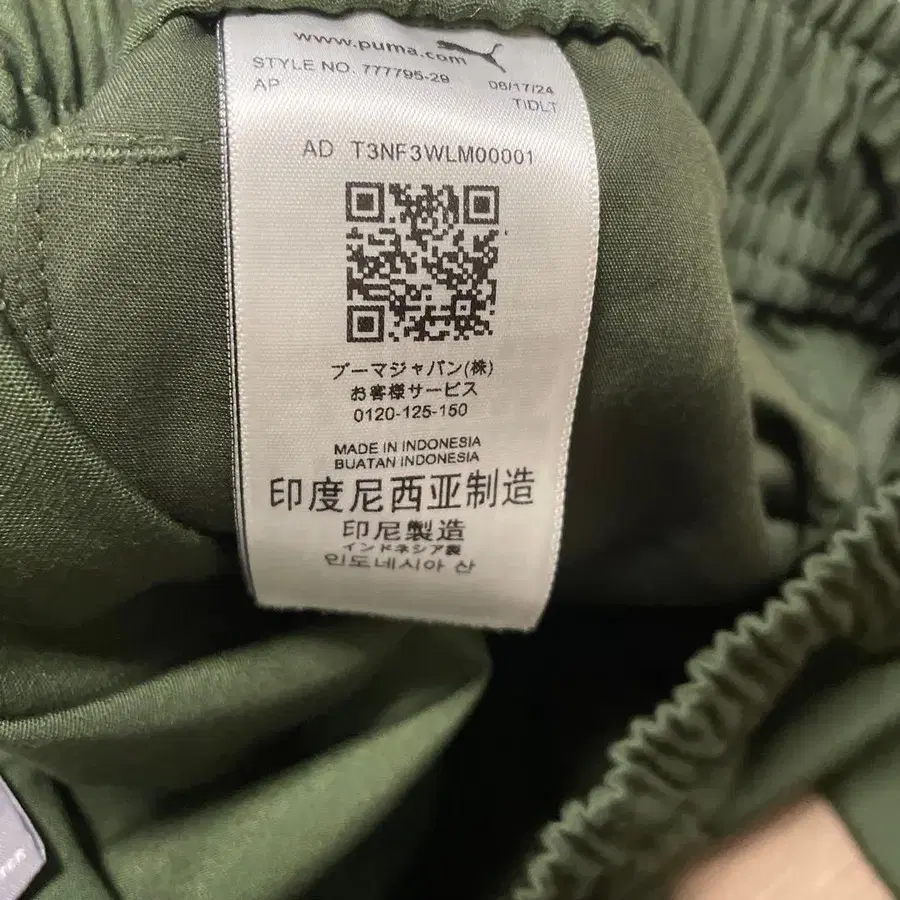 www.puma.com
STYLE NO. 777795-29 06/17/24
AP TIDLT
AD T3NF3WLM00001
プーマジャパン(株)
お客様サービス
0120-125-150
MADE IN INDONESIA
BUATAN INDONESIA
印度尼西亚制造
印尼製造
インドネシア製
인도네시아 산